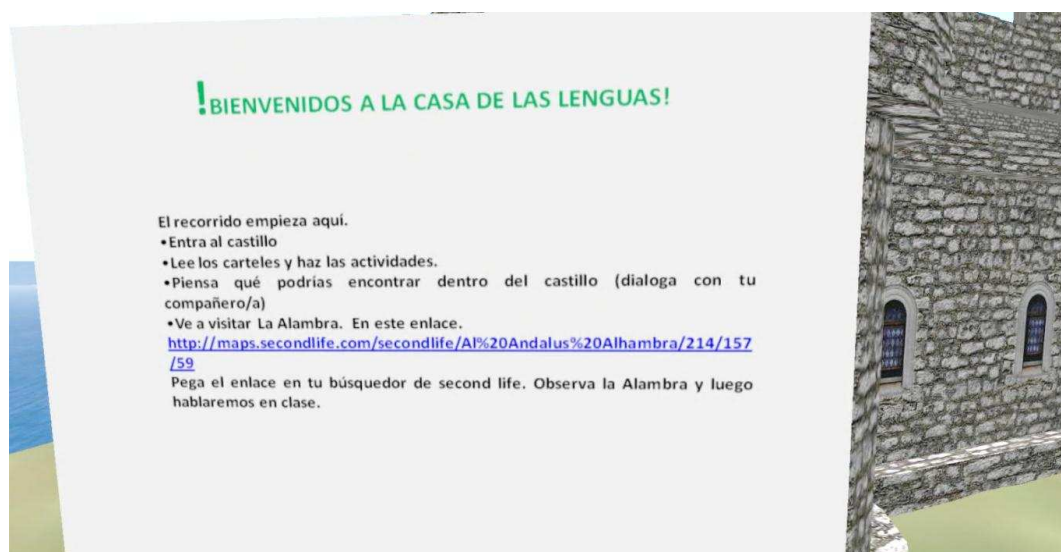 !BIENVENIDOS A LA CASA DE LAS LENGUAS!
El recorrido empieza aquí.
•Entra al castillo
•Lee los carteles y haz las actividades.
•Piensa qué podrías encontrar dentro del castillo (dialoga con tu
compañero/a)
•Ve a visitar La Alambra. En este enlace.
http://maps.secondlife.com/secondlife/Al%20Andalus%20Alhambra/214/157
/59
Pega el enlace en tu búsquedor de second life. Observa la Alambra y luego
hablaremos en clase.